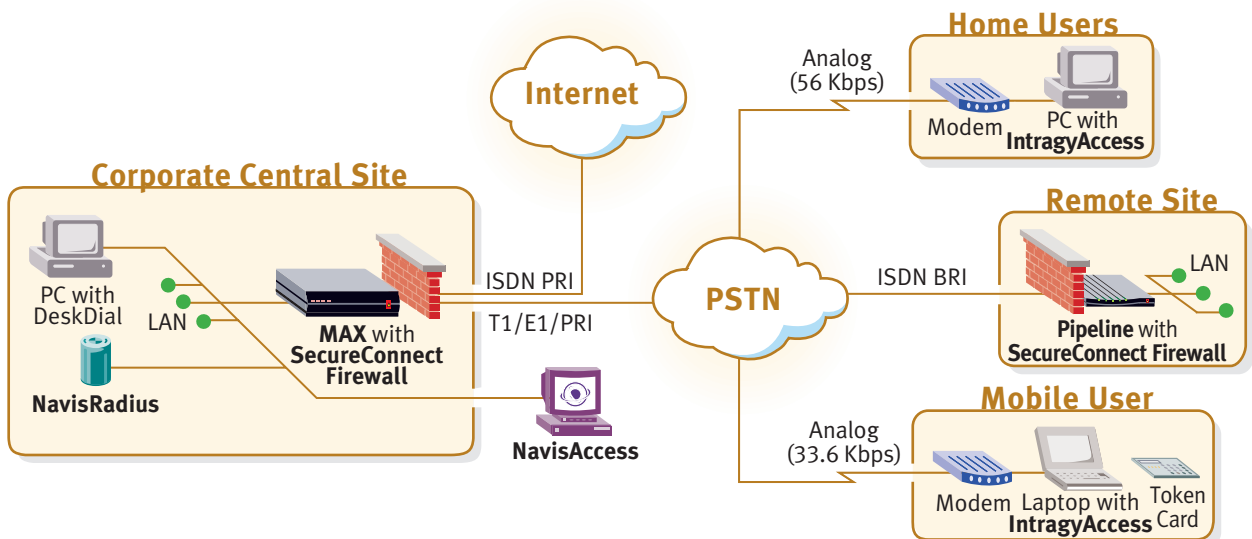 Corporate Central Site
PC with
DeskDial
LAN
NavisRadius
MAX with
SecureConnect
Firewall
ISDN PRI
T1/E1/PRI
NavisAccess
Internet
PSTN
Analog
(56 Kbps)
Home Users
Modem
PC with
IntragyAccess
ISDN BRI
Remote Site
LAN
Pipeline with
SecureConnect Firewall
Analog
(33.6 Kbps)
Mobile User
Modem
Laptop with
IntragyAccess
Token
Card